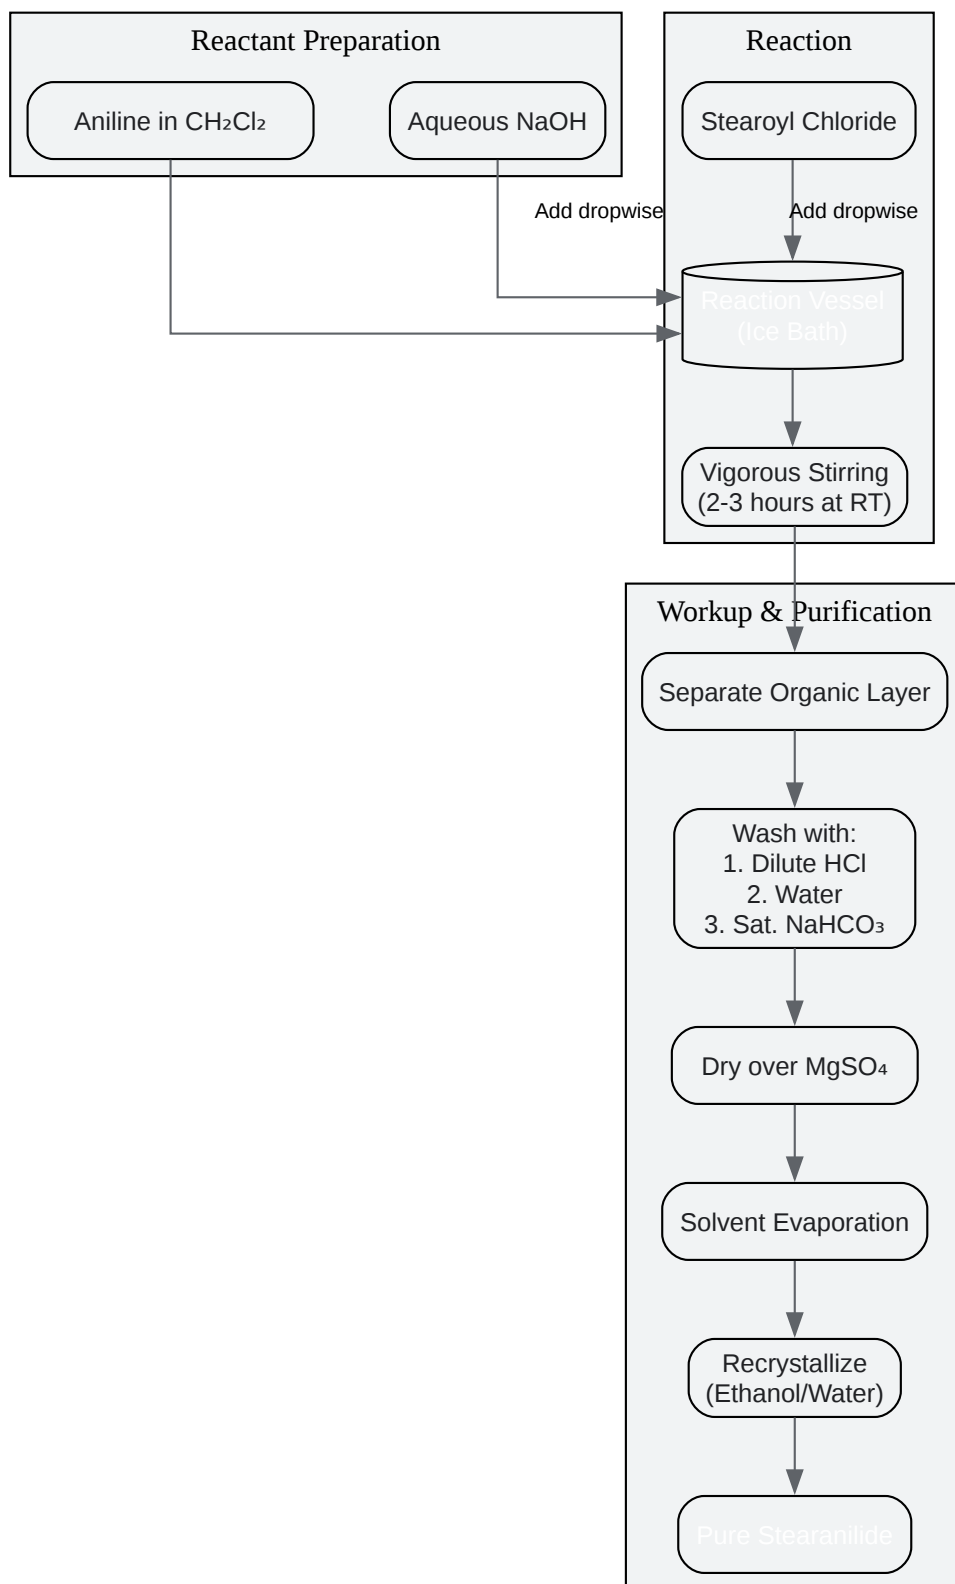 Reactant Preparation
Reaction
Aniline in CH₂Cl₂
Aqueous NaOH
Stearoyl Chloride
Add dropwise
Add dropwise
Reaction Vessel
(Ice Bath)
Vigorous Stirring
(2-3 hours at RT)
Workup & Purification
Separate Organic Layer
Wash with:
1. Dilute HCl
2. Water
3. Sat. NaHCO₃
Dry over MgSO₄
Solvent Evaporation
Recrystallize
(Ethanol/Water)
Pure Stearanilide